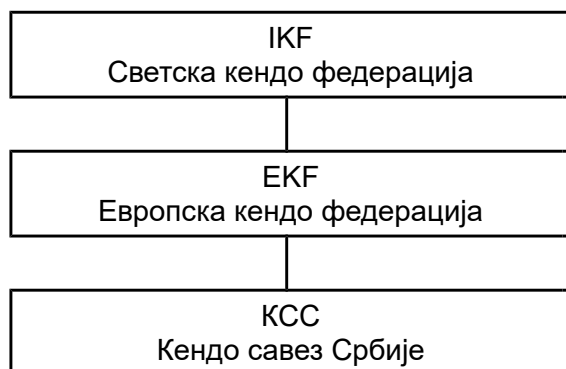 IKF
Светска кендо федерација
EKF
Европска кендо федерација
КСС
Кендо савез Србије